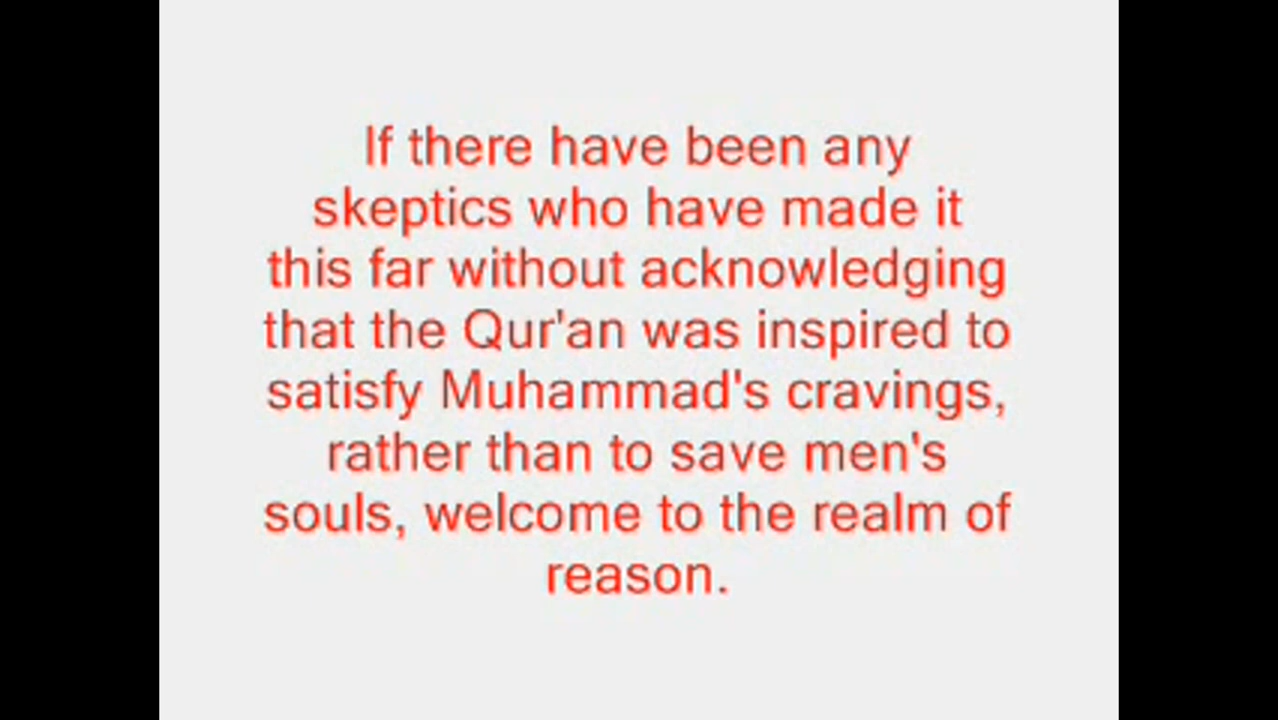 If there have been any
skeptics who have made it
this far without acknowledging
that the Qur'an was inspired to
satisfy Muhammad's cravings,
rather than to save men's
souls, welcome to the realm of
reason.